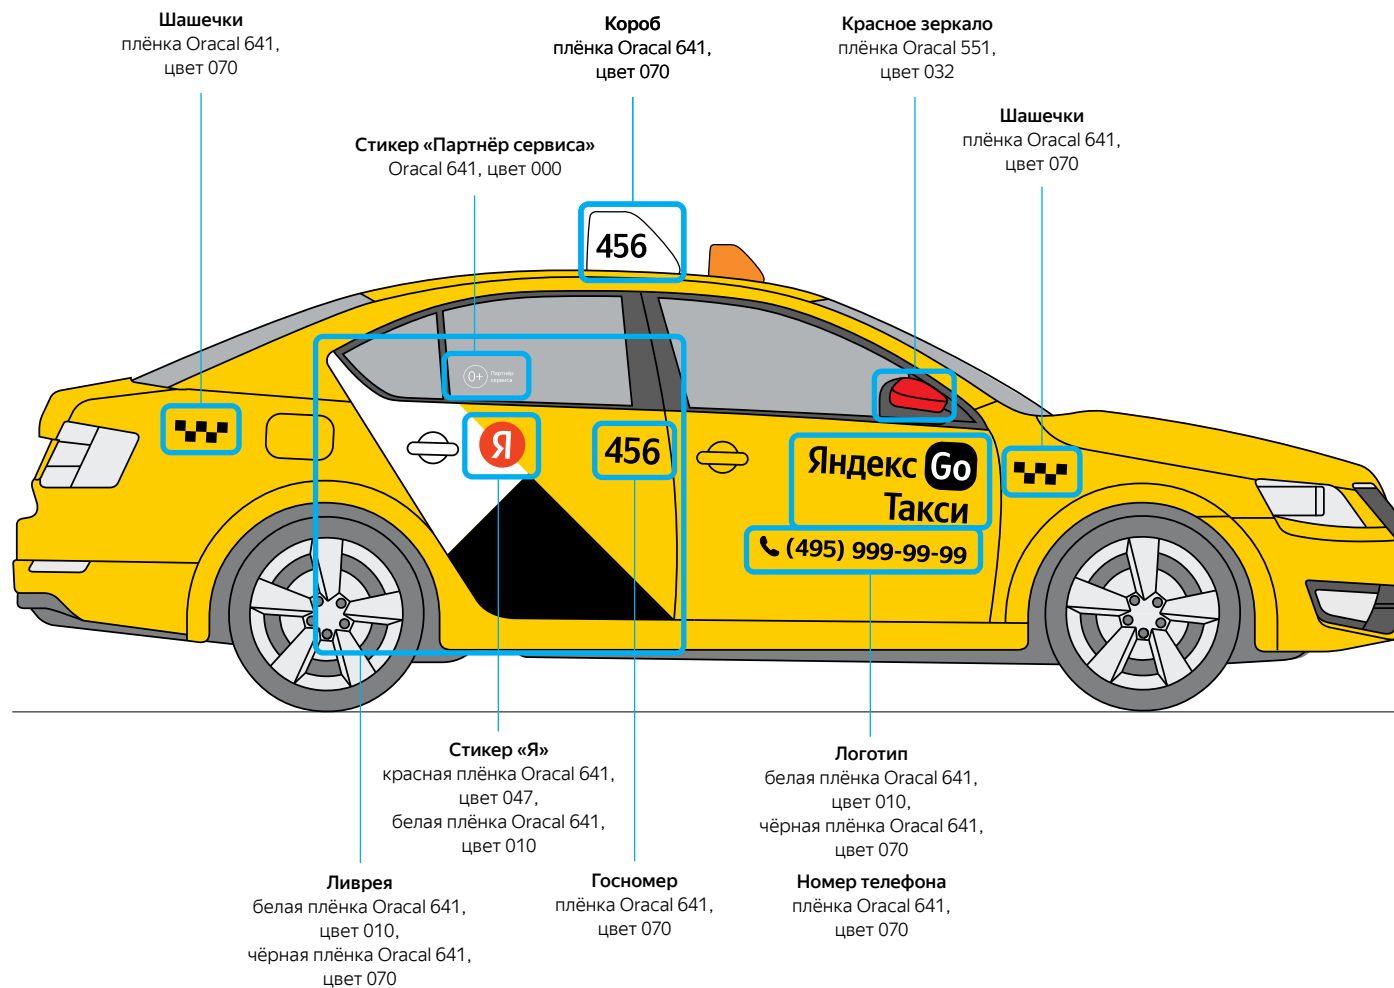 Шашечки
плёнка Oracal 641,
цвет 070
Короб
плёнка Oracal 641,
цвет 070
Красное зеркало
плёнка Oracal 551,
цвет 032
Шашечки
плёнка Oracal 641,
цвет 070
Стикер «Партнёр сервиса»
Oracal 641, цвет 000
456
0+
Партнёр
сервиса
Я
456
Яндекс Go
Такси
(495) 999-99-99
Стикер «Я»
красная плёнка Oracal 641,
цвет 047,
белая плёнка Oracal 641,
цвет 010
Логотип
белая плёнка Oracal 641,
цвет 010,
чёрная плёнка Oracal 641,
цвет 070
Ливрея
белая плёнка Oracal 641,
цвет 010,
чёрная плёнка Oracal 641,
цвет 070
Госномер
плёнка Oracal 641,
цвет 070
Номер телефона
плёнка Oracal 641,
цвет 070